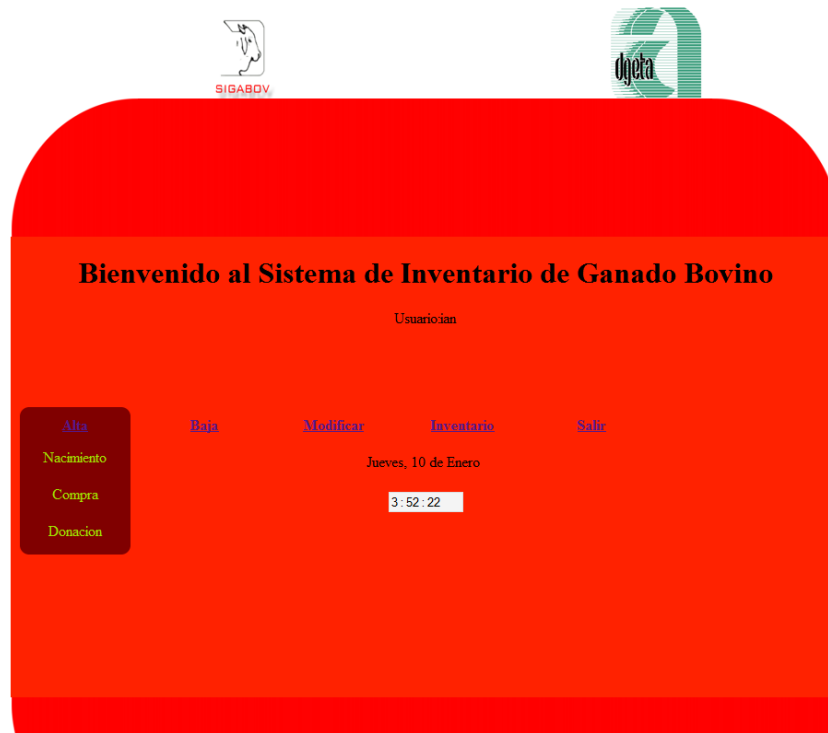 SIGABOV
dgeta
Bienvenido al Sistema de Inventario de Ganado Bovino
Usuario:ian
Alta Baja Modificar Inventario Salir
Nacimiento
Jueves, 10 de Enero
Compra
3 : 52 : 22
Donacion